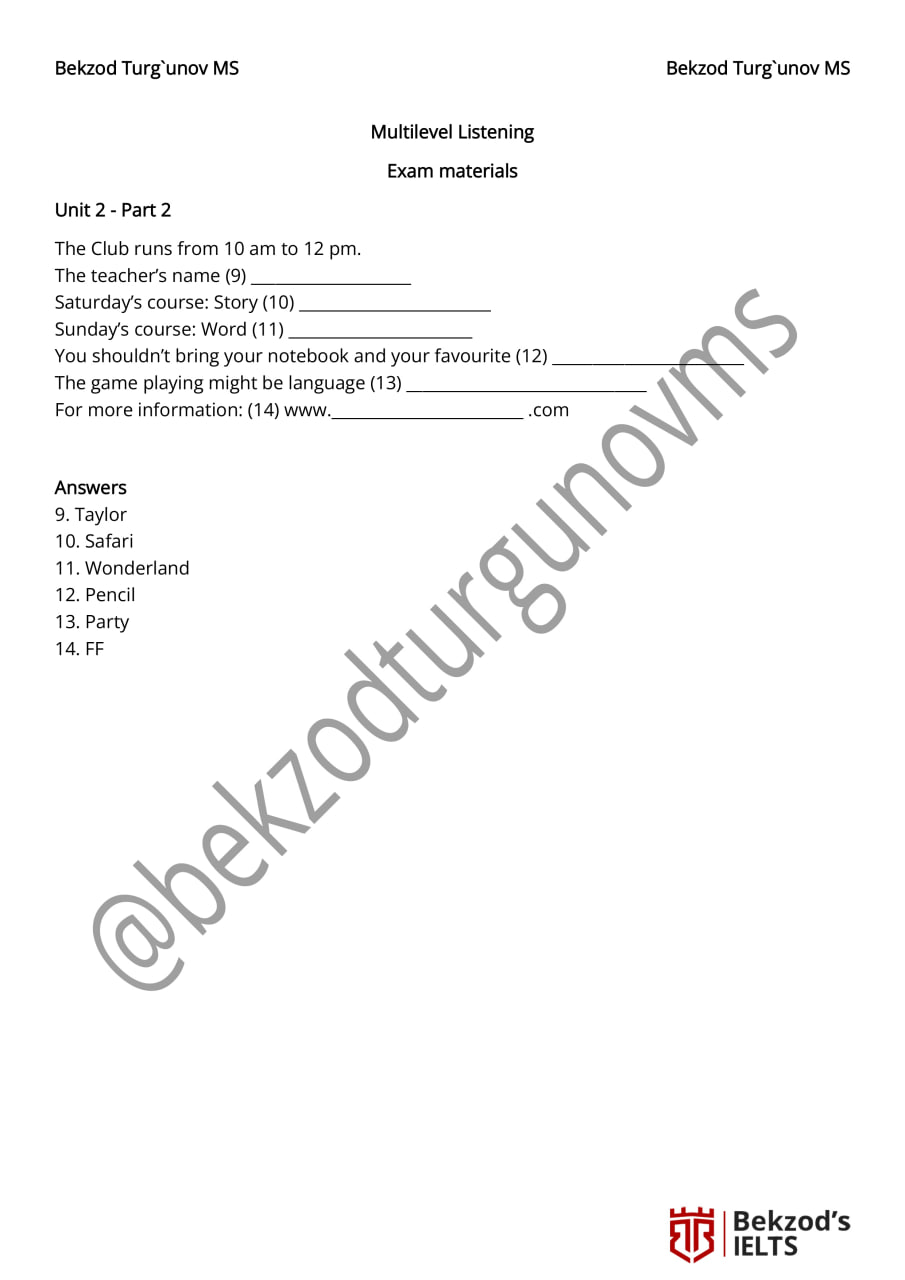 Bekzod Turg`unov MS Bekzod Turg`unov MS
Multilevel Listening
Exam materials
Unit 2 - Part 2
The Club runs from 10 am to 12 pm.
The teacher’s name (9) ___________________
Saturday’s course: Story (10) _______________________
Sunday’s course: Word (11) ______________________
You shouldn’t bring your notebook and your favourite (12) _______________________
The game playing might be language (13) _____________________________
For more information: (14) www._______________________ .com
Answers
9. Taylor
10. Safari
11. Wonderland
12. Pencil
13. Party
14. FF
@bekzodturgunovms
Bekzod’s
IELTS